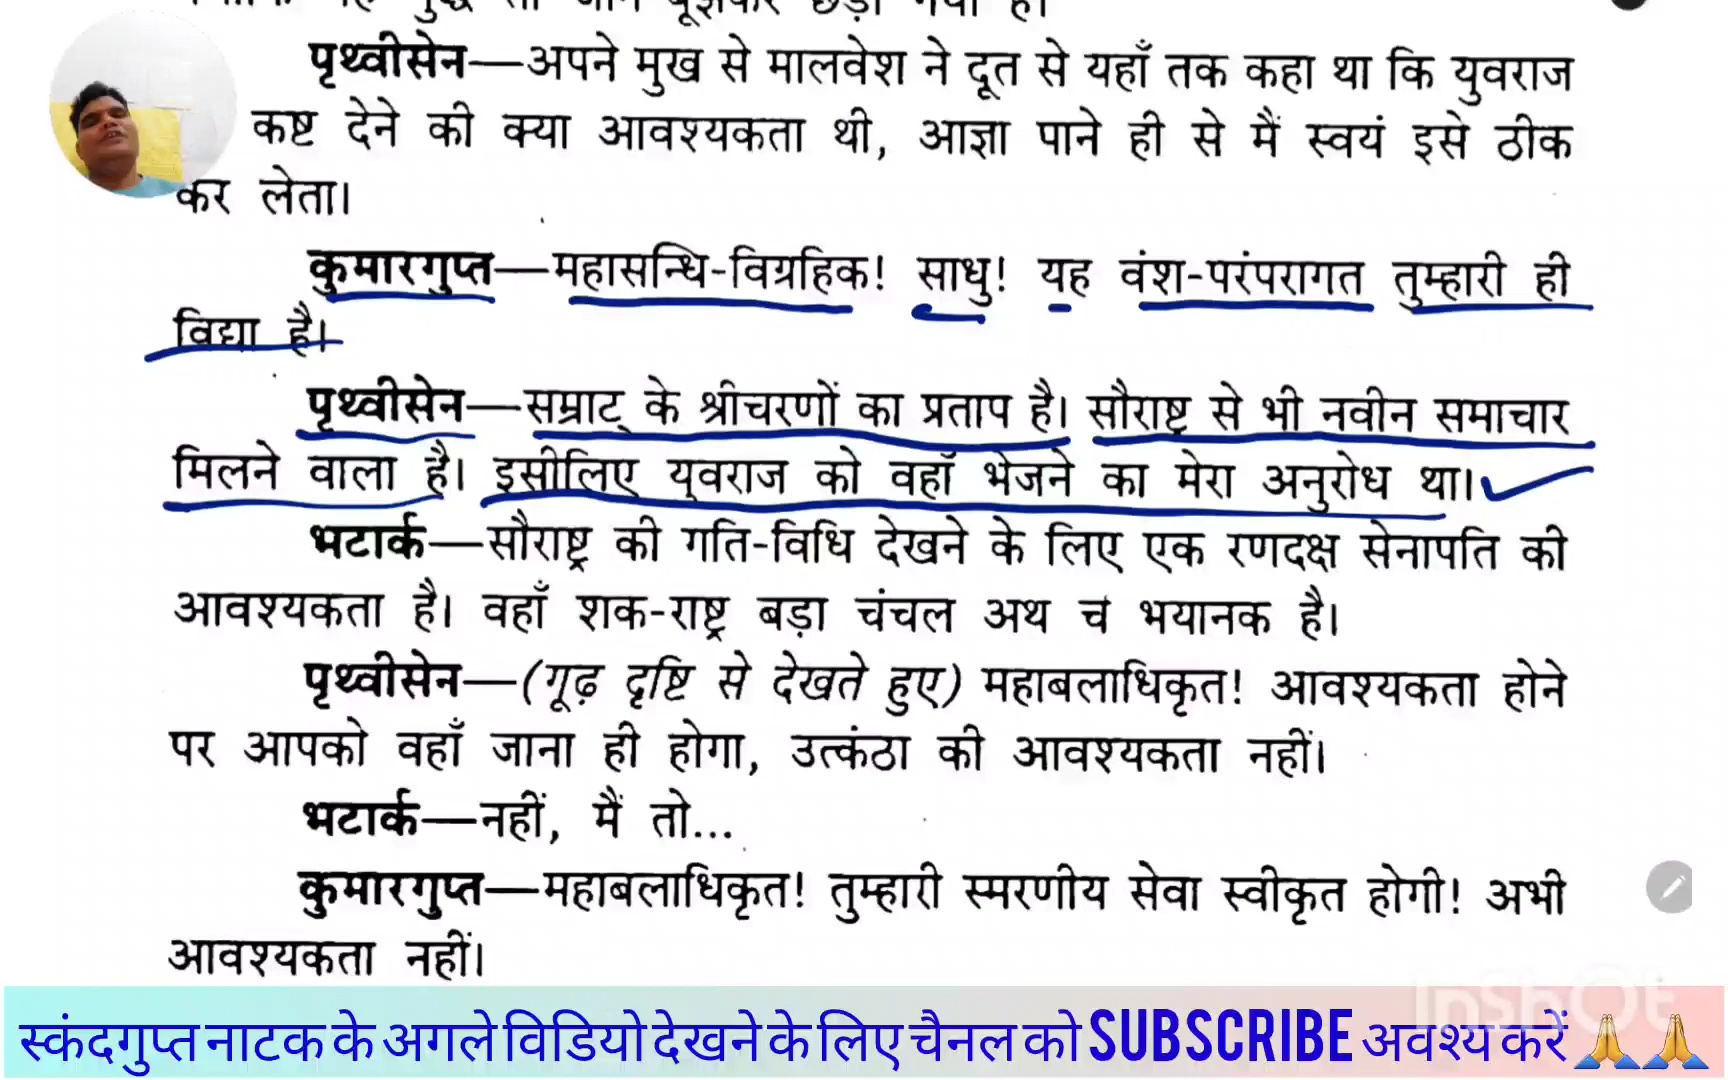 पृथ्वीसेन—अपने मुख से मालवेश ने दूत से यहाँ तक कहा था कि युवराज
कष्ट देने की क्या आवश्यकता थी, आज्ञा पाने ही से मैं स्वयं इसे ठीक
कर लेता।
कुमारगुप्त—महासन्धि-विग्रहिक! साधु! यह वंश-परंपरागत तुम्हारी ही
विद्या है।
पृथ्वीसेन—सम्राट् के श्रीचरणों का प्रताप है। सौराष्ट्र से भी नवीन समाचार
मिलने वाला है। इसीलिए युवराज को वहाँ भेजने का मेरा अनुरोध था।
भटार्क—सौराष्ट्र की गति-विधि देखने के लिए एक रणदक्ष सेनापति की
आवश्यकता है। वहाँ शक-राष्ट्र बड़ा चंचल अथ च भयानक है।
पृथ्वीसेन—(गूढ़ दृष्टि से देखते हुए) महाबलाधिकृत! आवश्यकता होने
पर आपको वहाँ जाना ही होगा, उत्कंठा की आवश्यकता नहीं।
भटार्क—नहीं, मैं तो...
कुमारगुप्त—महाबलाधिकृत! तुम्हारी स्मरणीय सेवा स्वीकृत होगी! अभी
आवश्यकता नहीं।
InShOt
स्कंदगुप्त नाटक के अगले विडियो देखने के लिए चैनल को SUBSCRIBE अवश्य करें 🙏🙏